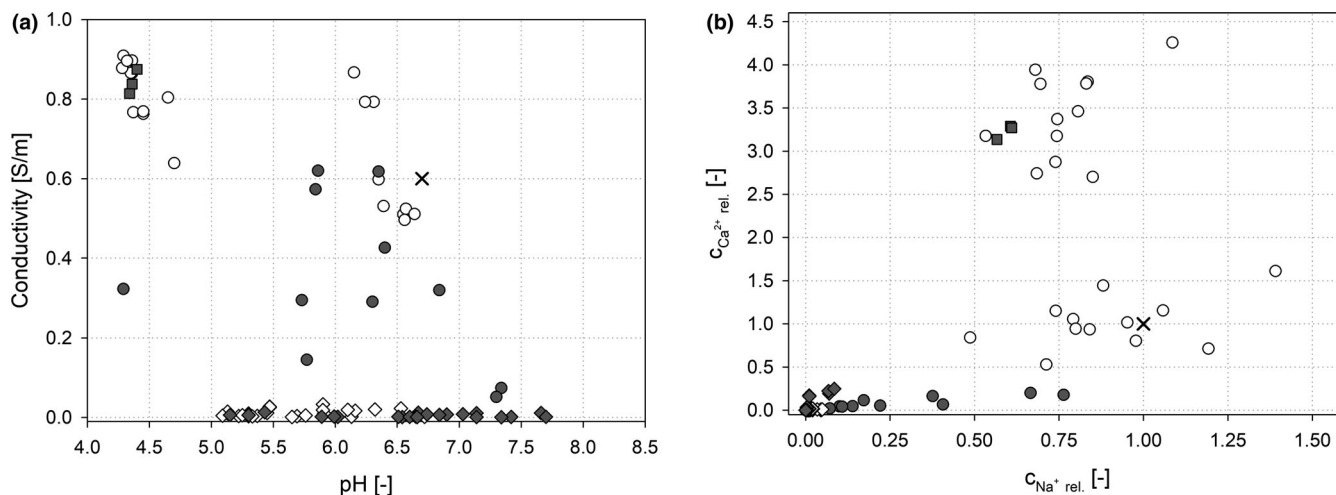 (a)
Conductivity [S/m]
1.0
0.8
0.6
0.4
0.2
0.0
4.0 4.5 5.0 5.5 6.0 6.5 7.0 7.5 8.0 8.5
pH [-]
(b)
cCa²⁺ rel. [-]
4.5
4.0
3.5
3.0
2.5
2.0
1.5
1.0
0.5
0.0
0.00 0.25 0.50 0.75 1.00 1.25 1.50
cNa⁺ rel. [-]